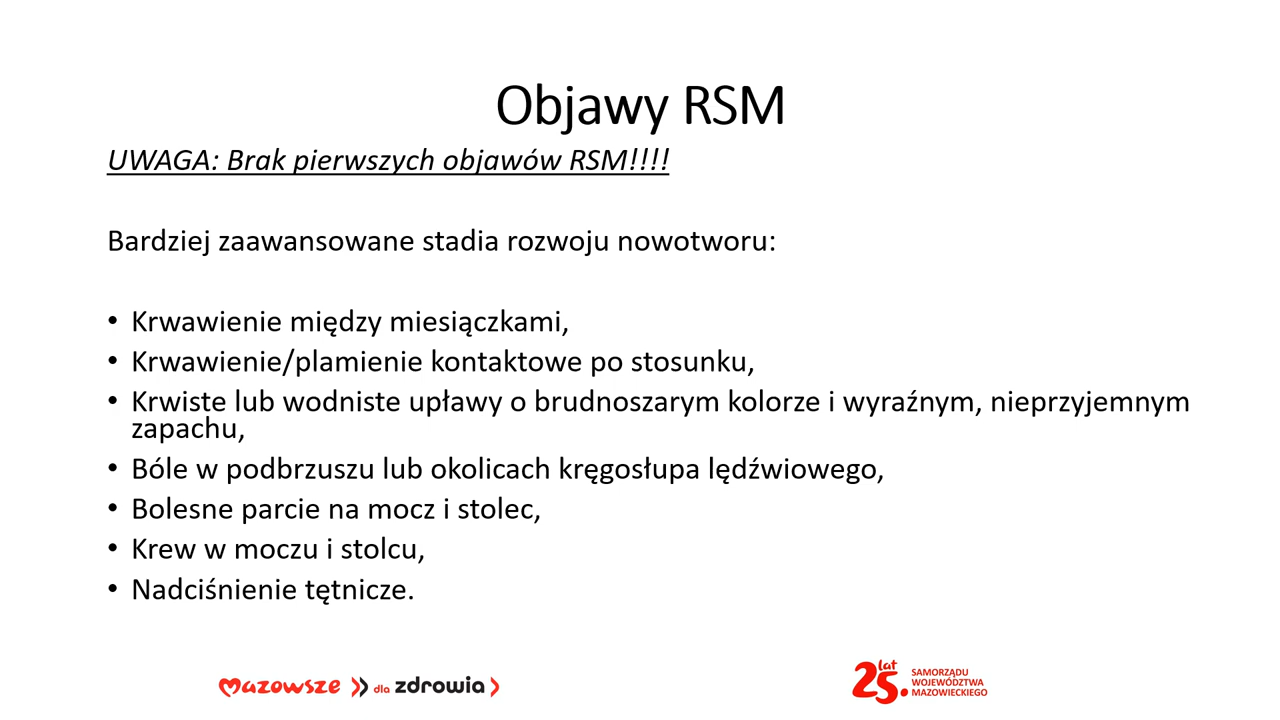 Objawy RSM
UWAGA: Brak pierwszych objawów RSM!!!!
Bardziej zaawansowane stadia rozwoju nowotworu:
• Krwawienie między miesiączkami,
• Krwawienie/plamienie kontaktowe po stosunku,
• Krwiste lub wodniste upławy o brudnoszarym kolorze i wyraźnym, nieprzyjemnym
zapachu,
• Bóle w podbrzuszu lub okolicach kręgosłupa lędźwiowego,
• Bolesne parcie na mocz i stolec,
• Krew w moczu i stolcu,
• Nadciśnienie tętnicze.
Mazowsze dla zdrowia
25 lat
SAMORZĄDU
WOJEWÓDZTWA
MAZOWIECKIEGO